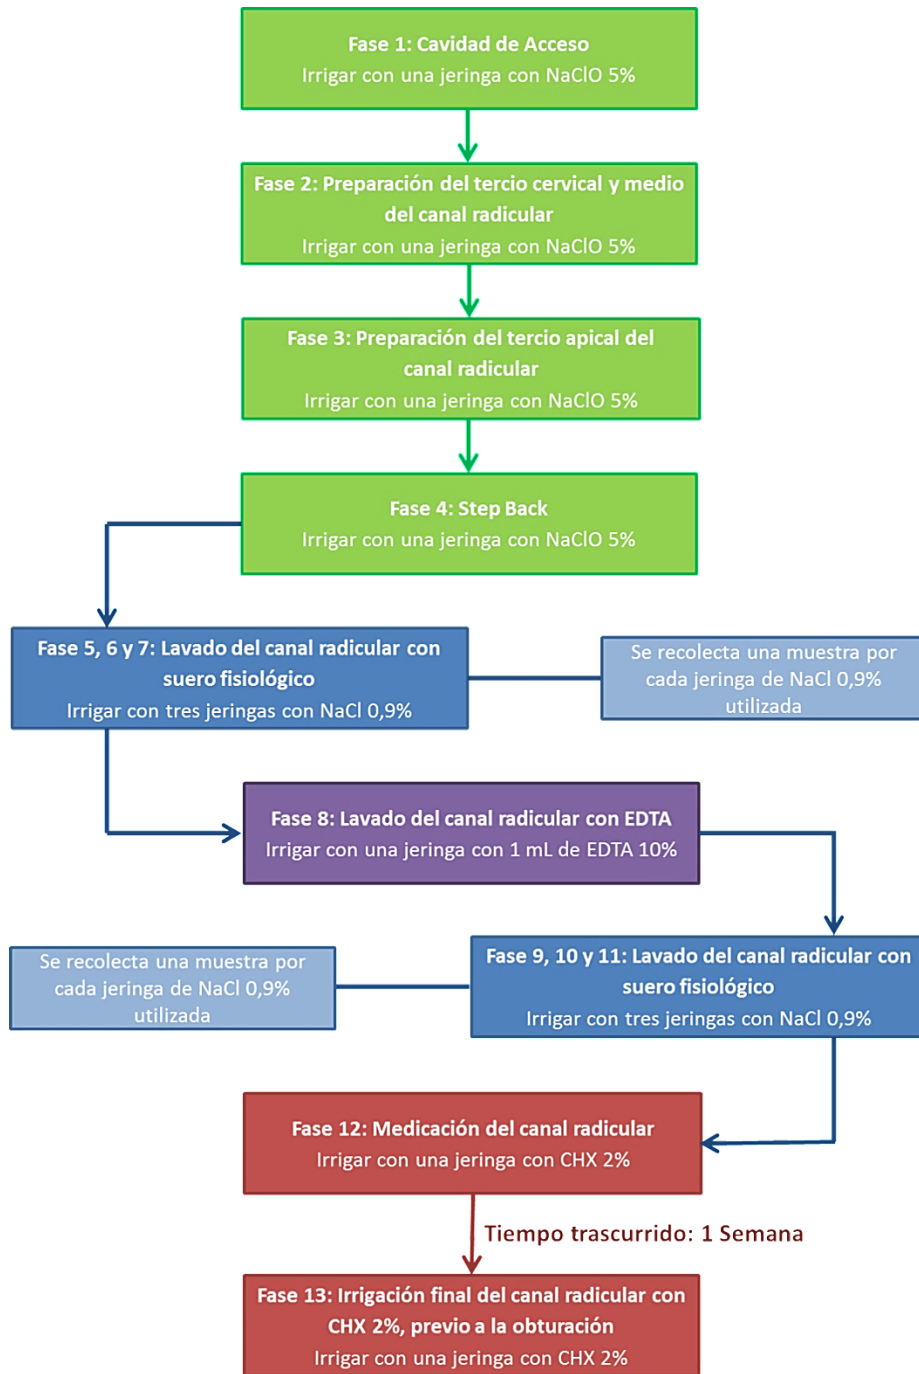 Fase 1: Cavidad de Acceso
Irrigar con una jeringa con NaClO 5%
Fase 2: Preparación del tercio cervical y medio
del canal radicular
Irrigar con una jeringa con NaClO 5%
Fase 3: Preparación del tercio apical del
canal radicular
Irrigar con una jeringa con NaClO 5%
Fase 4: Step Back
Irrigar con una jeringa con NaClO 5%
Fase 5, 6 y 7: Lavado del canal radicular con
suero fisiológico
Irrigar con tres jeringas con NaCl 0,9%
Se recolecta una muestra por
cada jeringa de NaCl 0,9%
utilizada
Fase 8: Lavado del canal radicular con EDTA
Irrigar con una jeringa con 1 mL de EDTA 10%
Se recolecta una muestra por
cada jeringa de NaCl 0,9%
utilizada
Fase 9, 10 y 11: Lavado del canal radicular con
suero fisiológico
Irrigar con tres jeringas con NaCl 0,9%
Fase 12: Medicación del canal radicular
Irrigar con una jeringa con CHX 2%
Tiempo trascurrido: 1 Semana
Fase 13: Irrigación final del canal radicular con
CHX 2%, previo a la obturación
Irrigar con una jeringa con CHX 2%